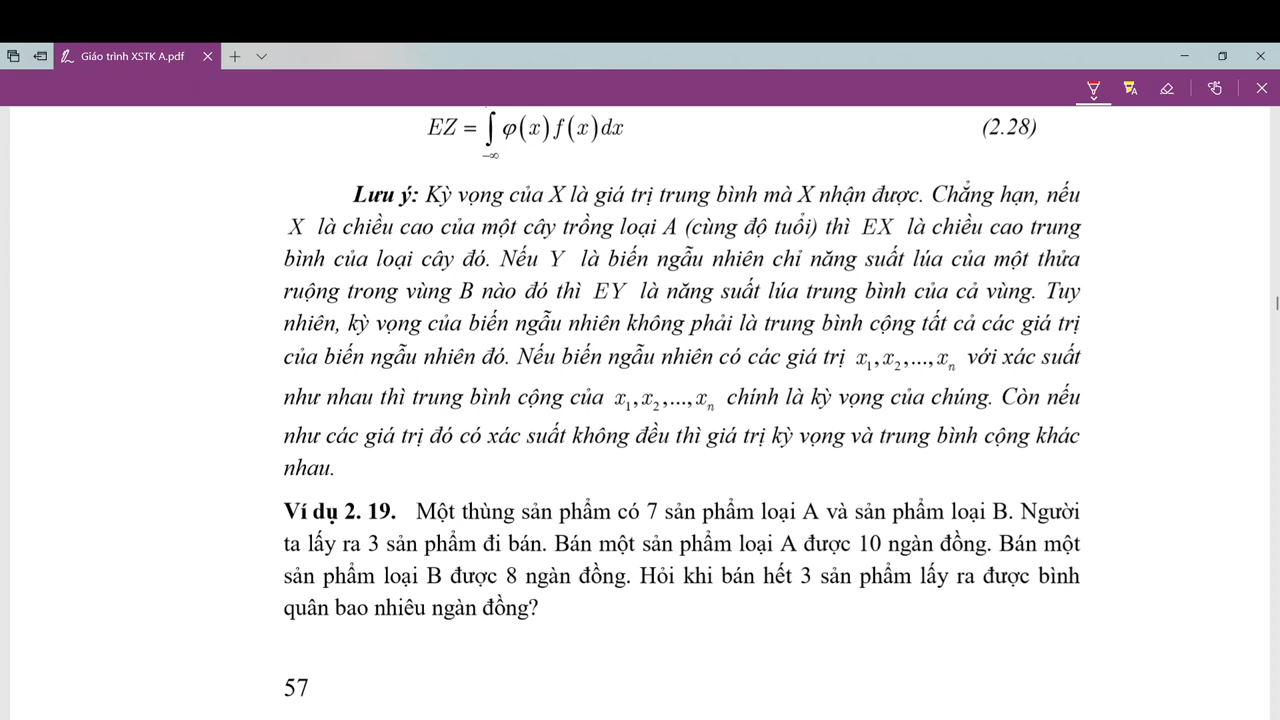 Giáo trình XSTK A.pdf
EZ = ∫ φ(x) f(x)dx (2.28)
−∞
Lưu ý: Kỳ vọng của X là giá trị trung bình mà X nhận được. Chẳng hạn, nếu
X là chiều cao của một cây trồng loại A (cùng độ tuổi) thì EX là chiều cao trung
bình của loại cây đó. Nếu Y là biến ngẫu nhiên chỉ năng suất lúa của một thửa
ruộng trong vùng B nào đó thì EY là năng suất lúa trung bình của cả vùng. Tuy
nhiên, kỳ vọng của biến ngẫu nhiên không phải là trung bình cộng tất cả các giá trị
của biến ngẫu nhiên đó. Nếu biến ngẫu nhiên có các giá trị x₁,x₂,...,xₙ với xác suất
như nhau thì trung bình cộng của x₁,x₂,...,xₙ chính là kỳ vọng của chúng. Còn nếu
như các giá trị đó có xác suất không đều thì giá trị kỳ vọng và trung bình cộng khác
nhau.
Ví dụ 2. 19. Một thùng sản phẩm có 7 sản phẩm loại A và sản phẩm loại B. Người
ta lấy ra 3 sản phẩm đi bán. Bán một sản phẩm loại A được 10 ngàn đồng. Bán một
sản phẩm loại B được 8 ngàn đồng. Hỏi khi bán hết 3 sản phẩm lấy ra được bình
quân bao nhiêu ngàn đồng?
57